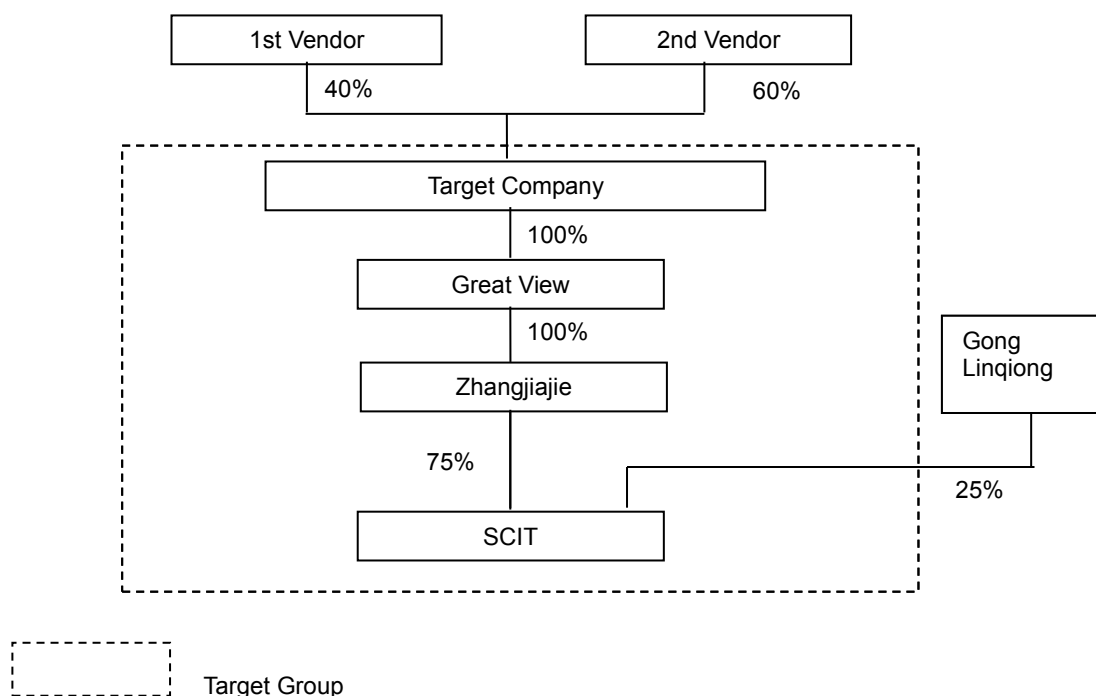 1st Vendor
2nd Vendor
40%
60%
Target Company
100%
Great View
100%
Gong
Linqiong
Zhangjiajie
75%
25%
SCIT
Target Group